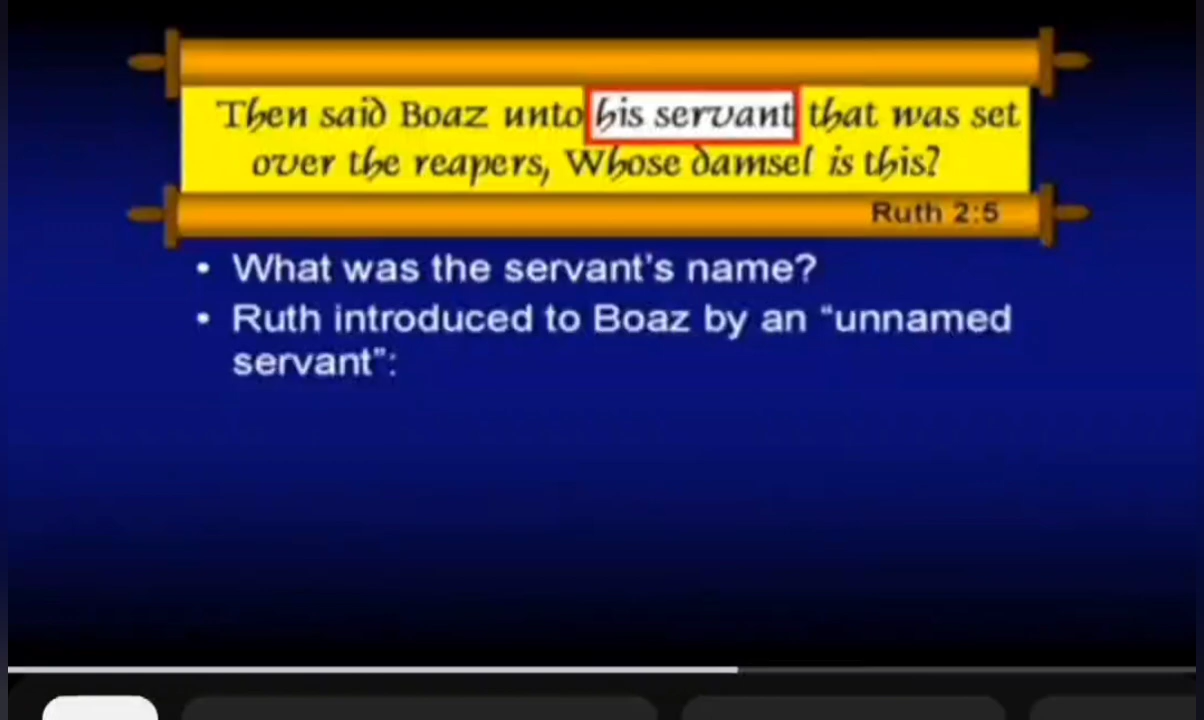 Then said Boaz unto his servant that was set
over the reapers, Whose damsel is this?
Ruth 2:5
• What was the servant's name?
• Ruth introduced to Boaz by an “unnamed
servant”: